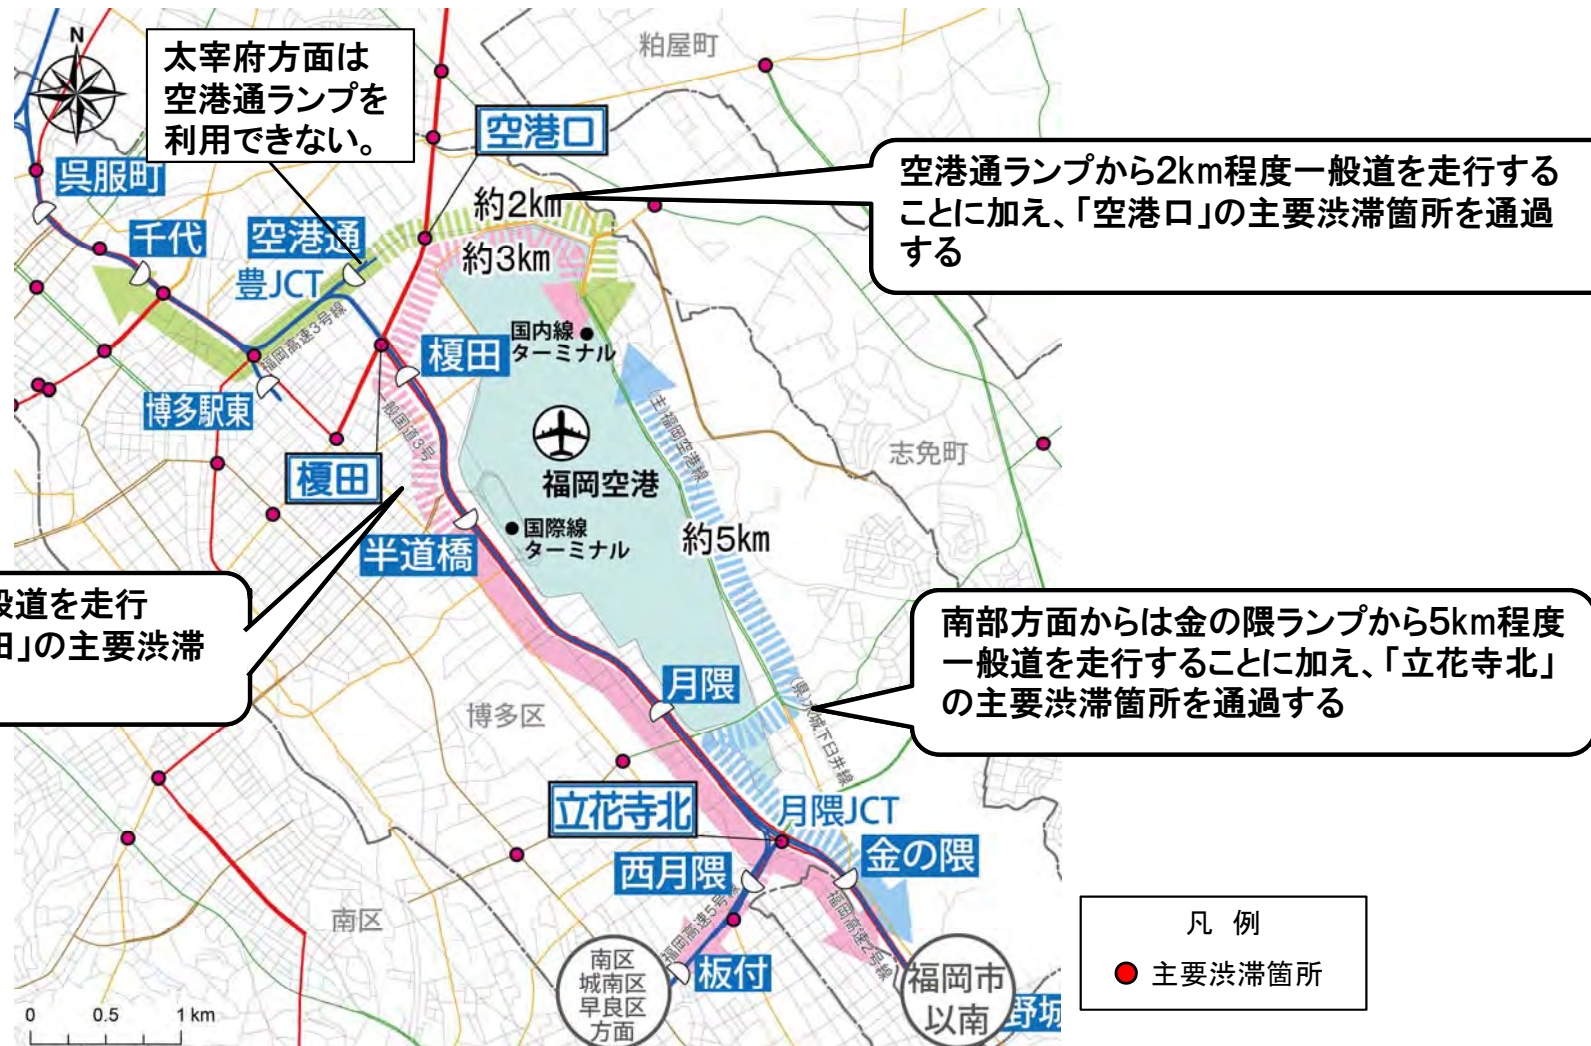 N
太宰府方面は
空港通ランプを
利用できない。
粕屋町
空港口
空港通ランプから2km程度一般道を走行する
ことに加え、「空港口」の主要渋滞箇所を通過
する
呉服町
千代
空港通
約2km
約3km
豊JCT
福岡高速3号線
国内線
ターミナル
榎田
博多駅東
一般国道3号
(主)福岡空港線
志免町
榎田
福岡空港
国際線
ターミナル
半道橋
約5km
般道を走行
田」の主要渋滞
南部方面からは金の隈ランプから5km程度
一般道を走行することに加え、「立花寺北」
の主要渋滞箇所を通過する
月隈
(県)水城下臼井線
博多区
立花寺北
月隈JCT
西月隈
金の隈
南区
福岡高速5号線
福岡高速2号線
凡 例
主要渋滞箇所
南区
城南区
早良区
方面
板付
福岡市
以南
野城
0 0.5 1 km